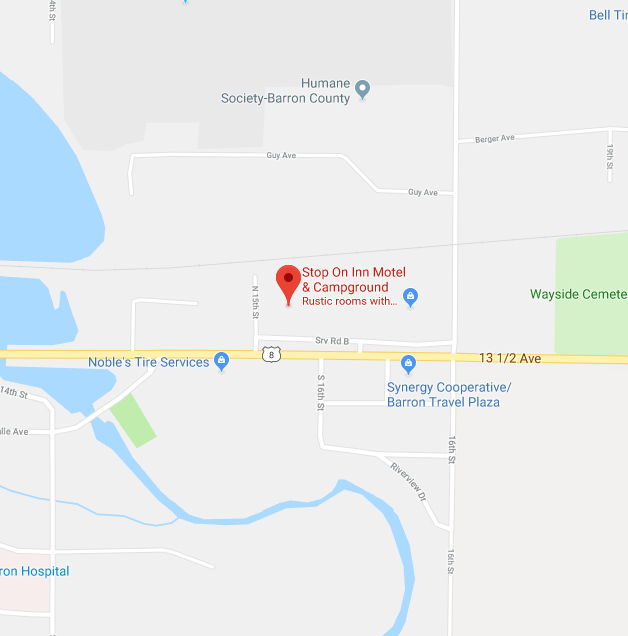 4th St
Bell Tir
Humane
Society-Barron County
Berger Ave
19th St
Guy Ave
Guy Ave
Stop On Inn Motel
& Campground
Rustic rooms with...
N 15th St
Wayside Cemete
Srv Rd B
8
13 1/2 Ave
Noble's Tire Services
Synergy Cooperative/
Barron Travel Plaza
S 16th St
14th St
lle Ave
16th St
Riverview Dr
16th St
ron Hospital